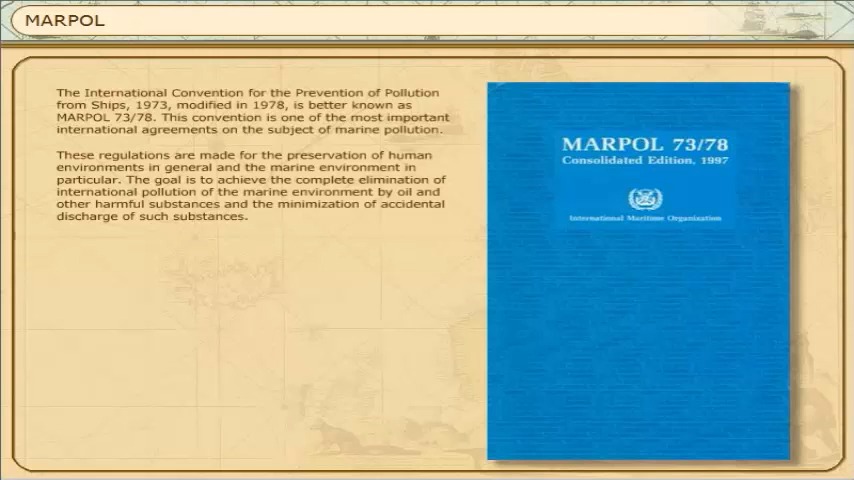 MARPOL
The International Convention for the Prevention of Pollution
from Ships, 1973, modified in 1978, is better known as
MARPOL 73/78. This convention is one of the most important
international agreements on the subject of marine pollution.
These regulations are made for the preservation of human
environments in general and the marine environment in
particular. The goal is to achieve the complete elimination of
international pollution of the marine environment by oil and
other harmful substances and the minimization of accidental
discharge of such substances.
MARPOL 73/78
Consolidated Edition, 1997
International Maritime Organization